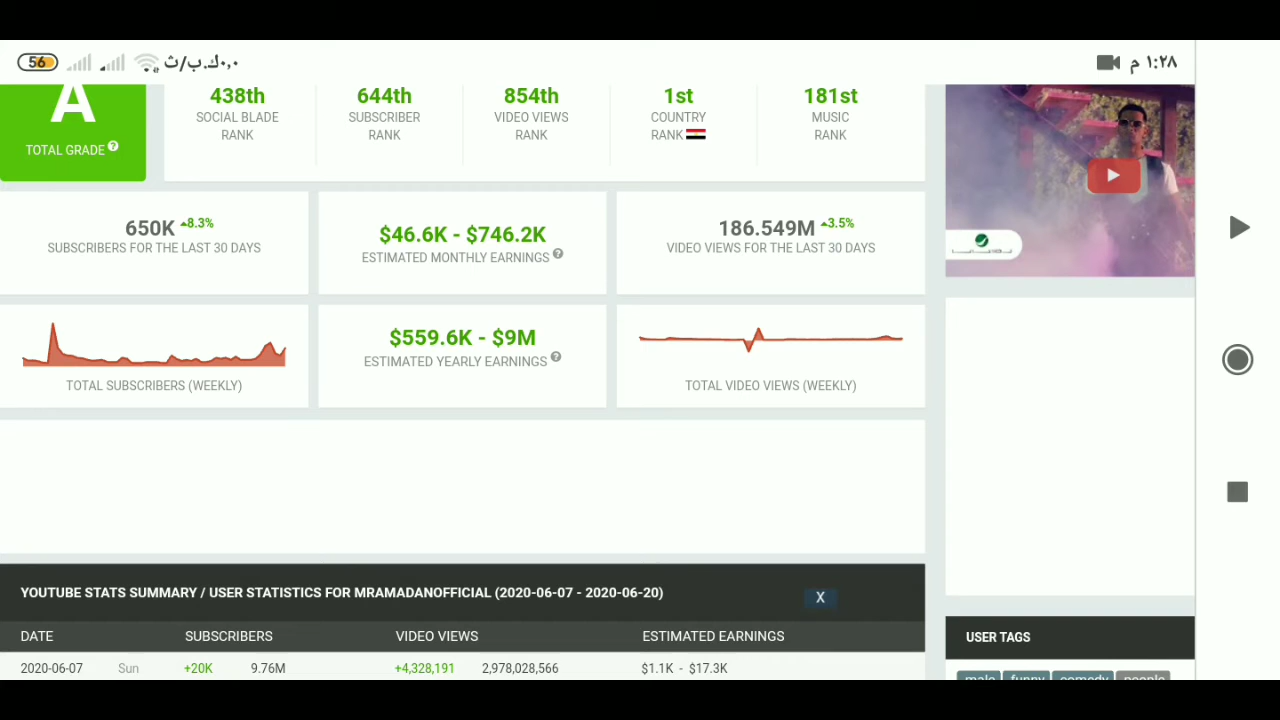 56
٠,٠ك.ب/ث
١:٢٨ م
A
TOTAL GRADE
438th
SOCIAL BLADE
RANK
644th
SUBSCRIBER
RANK
854th
VIDEO VIEWS
RANK
1st
COUNTRY
RANK
181st
MUSIC
RANK
650K 8.3%
SUBSCRIBERS FOR THE LAST 30 DAYS
$46.6K - $746.2K
ESTIMATED MONTHLY EARNINGS
186.549M 3.5%
VIDEO VIEWS FOR THE LAST 30 DAYS
TOTAL SUBSCRIBERS (WEEKLY)
$559.6K - $9M
ESTIMATED YEARLY EARNINGS
TOTAL VIDEO VIEWS (WEEKLY)
YOUTUBE STATS SUMMARY / USER STATISTICS FOR MRAMADANOFFICIAL (2020-06-07 - 2020-06-20)
X
DATE SUBSCRIBERS VIDEO VIEWS ESTIMATED EARNINGS
2020-06-07 Sun +20K 9.76M +4,328,191 2,978,028,566 $1.1K - $17.3K
USER TAGS
male funny comedy people